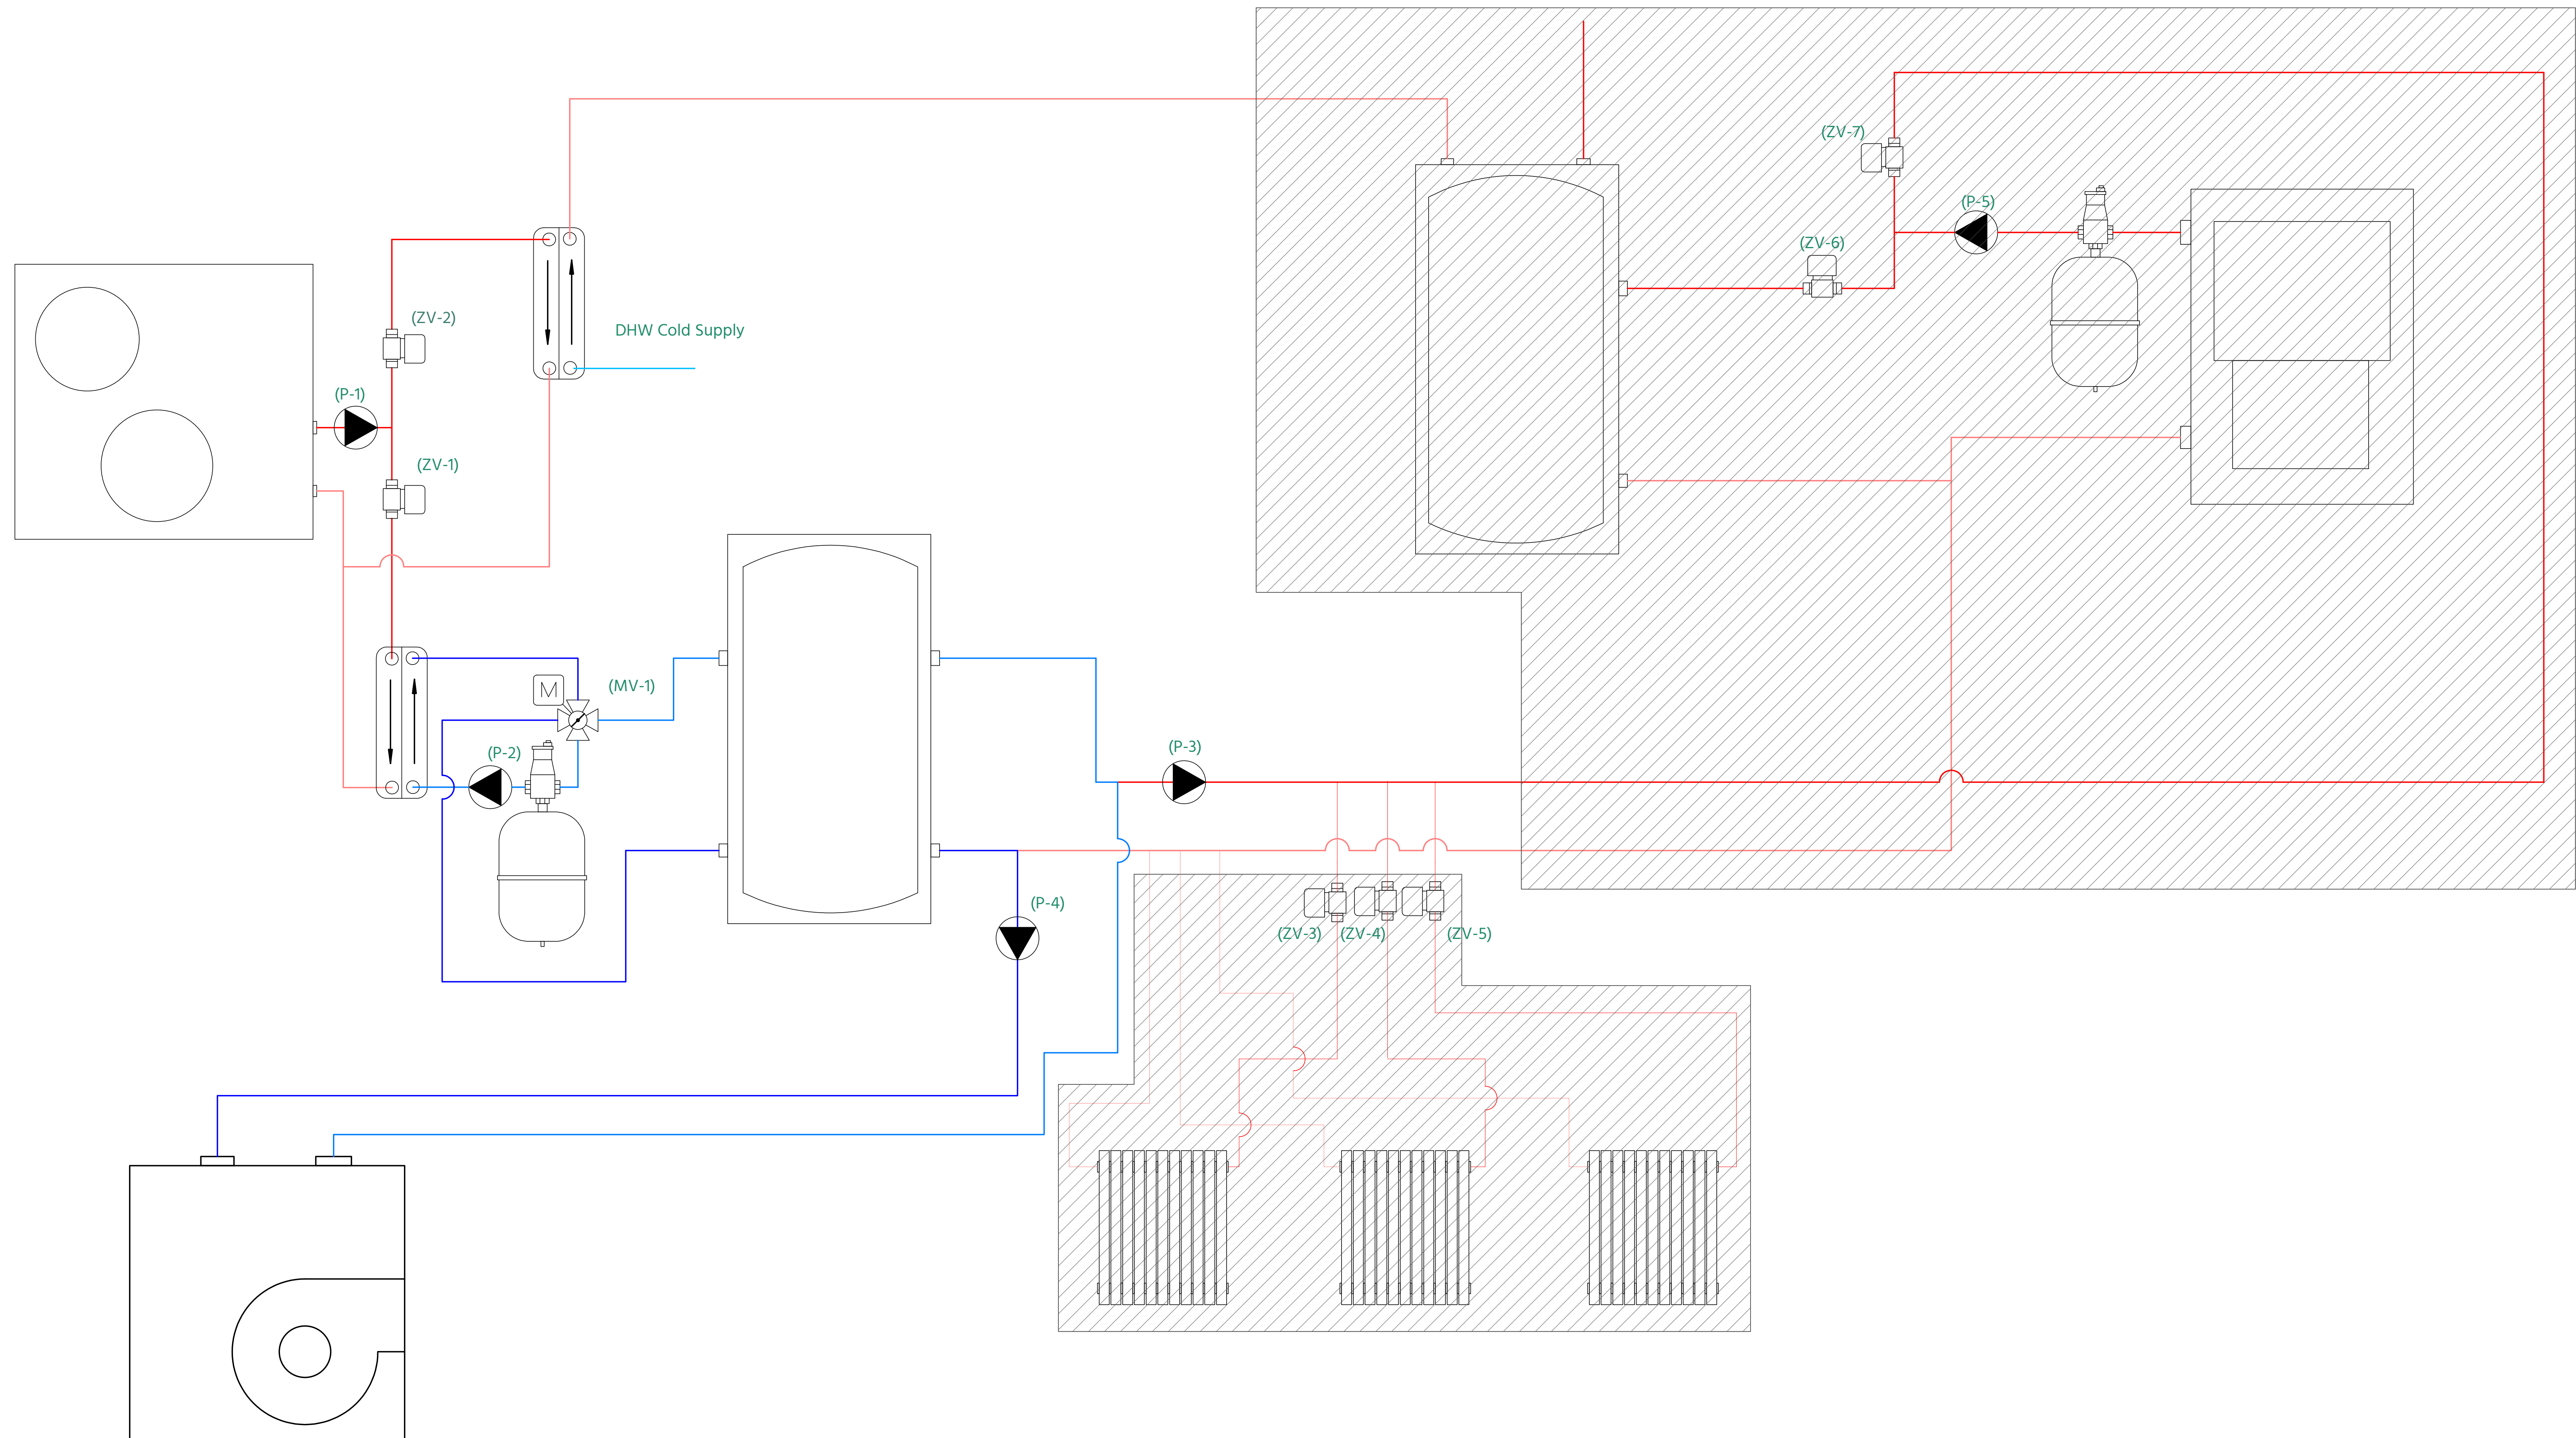 (ZV-7)
(P-5)
(ZV-6)
(ZV-2)
DHW Cold Supply
(P-1)
(ZV-1)
(MV-1)
M
(P-2)
(P-3)
(P-4)
(ZV-3)
(ZV-4)
(ZV-5)